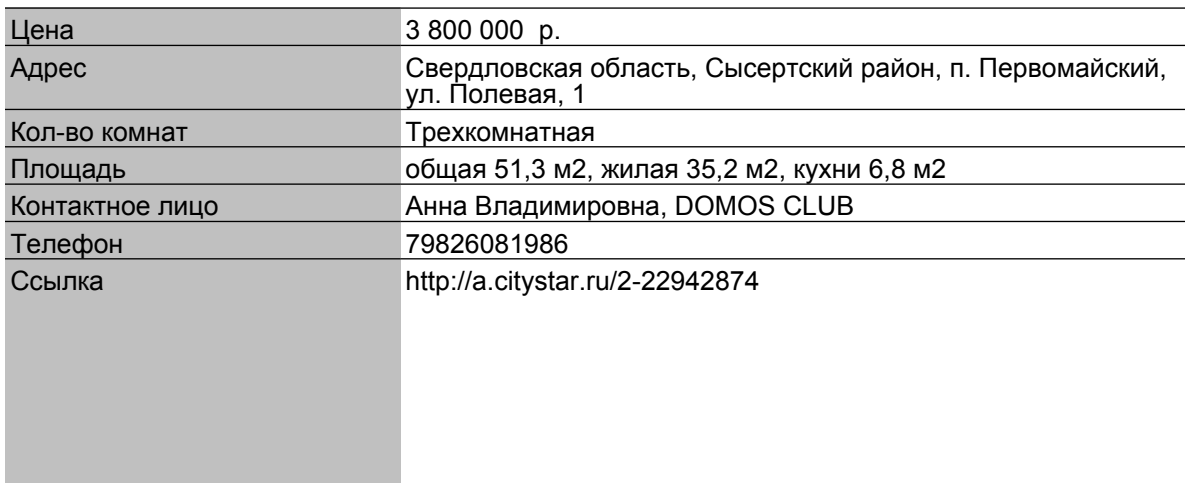 Цена 3 800 000 р.
Адрес Свердловская область, Сысертский район, п. Первомайский,
ул. Полевая, 1
Кол-во комнат Трехкомнатная
Площадь общая 51,3 м2, жилая 35,2 м2, кухни 6,8 м2
Контактное лицо Анна Владимировна, DOMOS CLUB
Телефон 79826081986
Ссылка http://a.citystar.ru/2-22942874